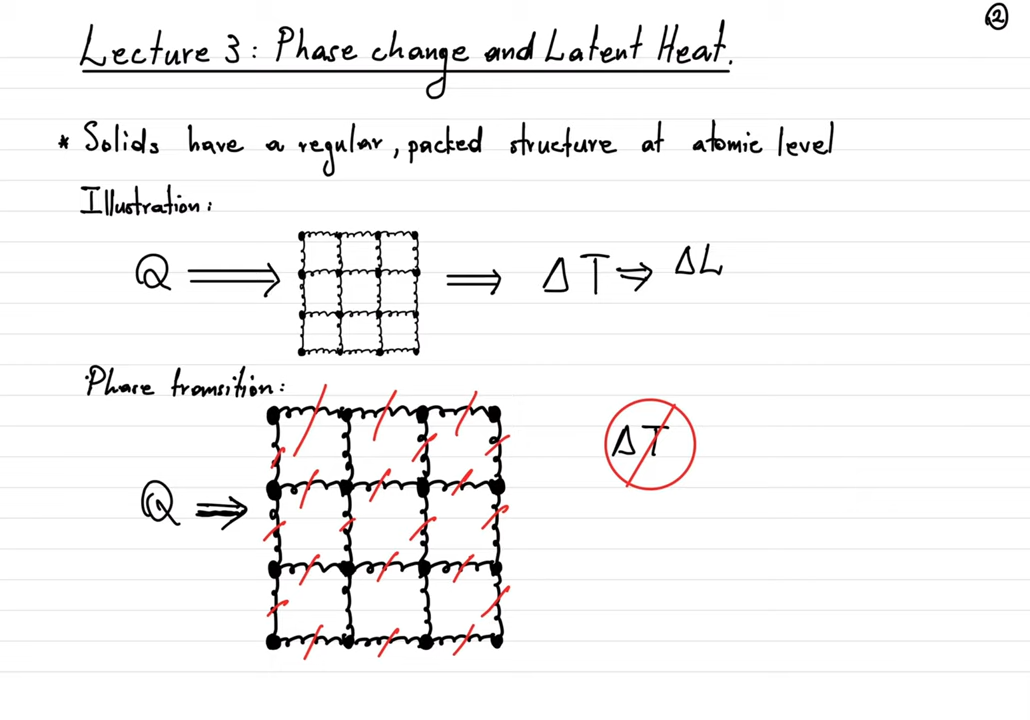 2
Lecture 3: Phase change and Latent Heat.
* Solids have a regular, packed structure at atomic level
Illustration:
Q ⟹ ⟹ ΔT ⇒ ΔL
Phase transition:
ΔT
Q ⟹